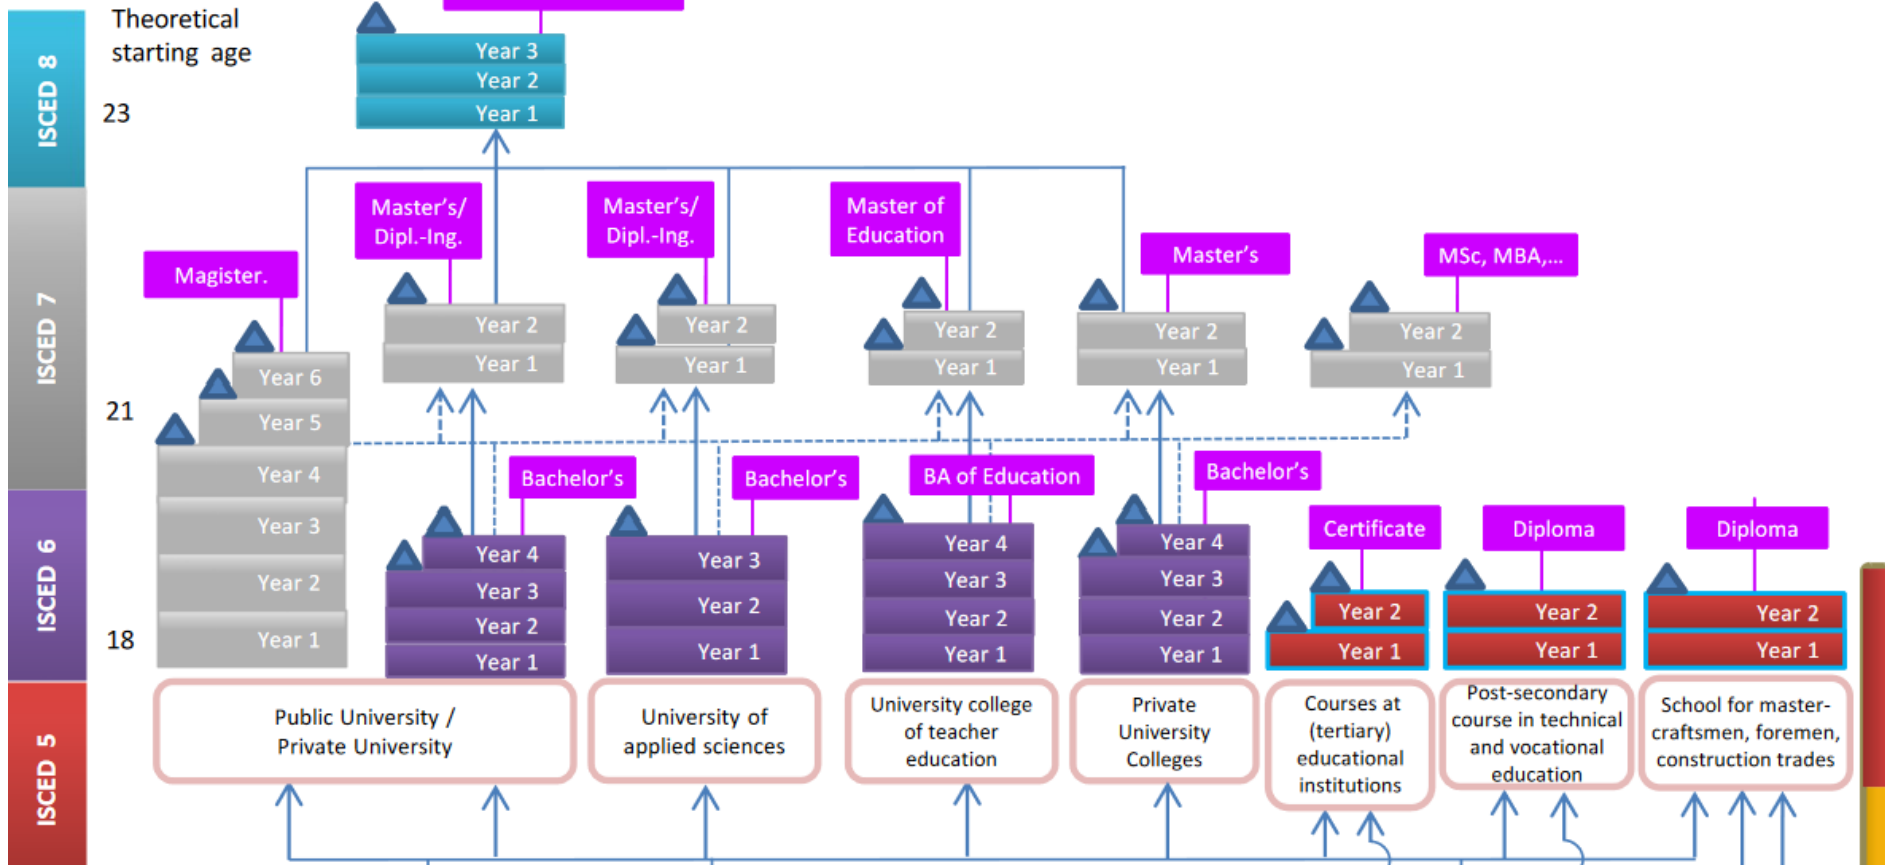 Theoretical
starting age
ISCED 8
23
Year 3
Year 2
Year 1
ISCED 7
21
Magister.
Year 6
Year 5
Year 4
Year 3
Year 2
Year 1
Master's/
Dipl.-Ing.
Year 2
Year 1
Master's/
Dipl.-Ing.
Year 2
Year 1
Master of
Education
Year 2
Year 1
Master's
Year 2
Year 1
MSc, MBA,...
Year 2
Year 1
ISCED 6
18
Bachelor's
Year 4
Year 3
Year 2
Year 1
Bachelor's
Year 3
Year 2
Year 1
BA of Education
Year 4
Year 3
Year 2
Year 1
Bachelor's
Year 4
Year 3
Year 2
Year 1
Certificate
Year 2
Year 1
Diploma
Year 2
Year 1
Diploma
Year 2
Year 1
ISCED 5
Public University /
Private University
University of
applied sciences
University college
of teacher
education
Private
University
Colleges
Courses at
(tertiary)
educational
institutions
Post-secondary
course in technical
and vocational
education
School for master-
craftsmen, foremen,
construction trades